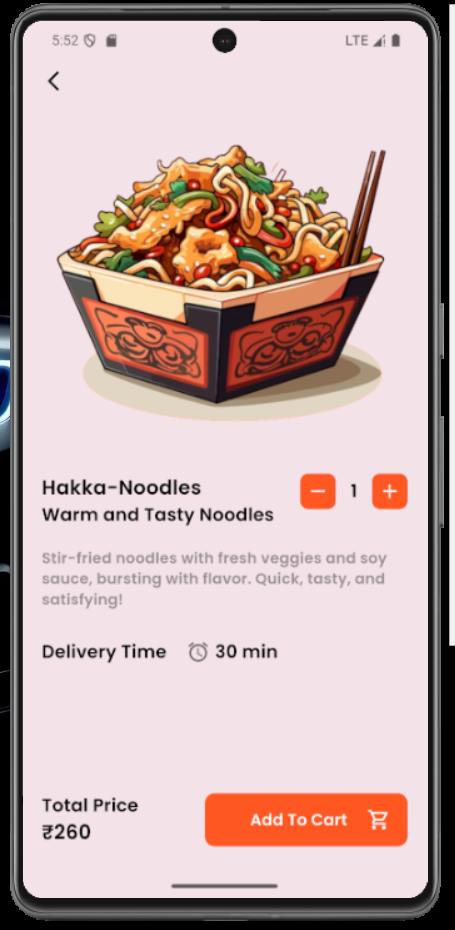 5:52
LTE
Hakka-Noodles
1
Warm and Tasty Noodles
Stir-fried noodles with fresh veggies and soy
sauce, bursting with flavor. Quick, tasty, and
satisfying!
Delivery Time 30 min
Total Price
₹260
Add To Cart